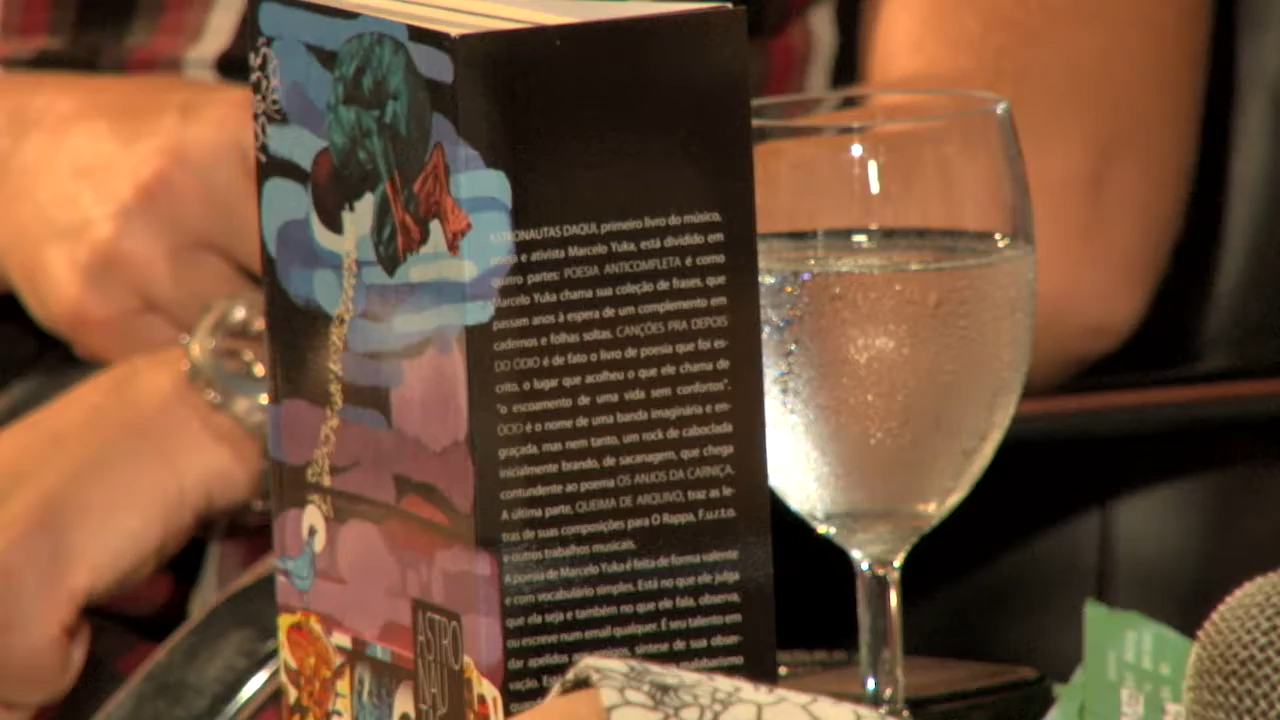 ASTRONAUTAS DAQUI, primeiro livro do músico,
poeta e ativista Marcelo Yuka, está dividido em
quatro partes: POESIA ANTICOMPLETA é como
Marcelo Yuka chama sua coleção de frases, que
passam anos à espera de um complemento em
cadernos e folhas soltas. CANÇÕES PRA DEPOIS
DO ÓDIO é de fato o livro de poesia que foi es-
crito, o lugar que acolheu o que ele chama de
"o escoamento de uma vida sem confortos".
ÓCIO é o nome de uma banda imaginária e en-
graçada, mas nem tanto, um rock de caboclada
inicialmente brando, de sacanagem, que chega
contundente ao poema OS ANJOS DA CARNIÇA.
A última parte, QUEIMA DE ARQUIVO, traz as le-
tras de suas composições para O Rappa, F.u.r.t.o.
e outros trabalhos musicais.
A poesia de Marcelo Yuka é feita de forma valente
e com vocabulário simples. Está no que ele julga
que ela seja e também no que ele fala, observa,
ou escreve num email qualquer. É seu talento em
dar apelidos síntese de sua obser-
vação.
ASTRO
NAU